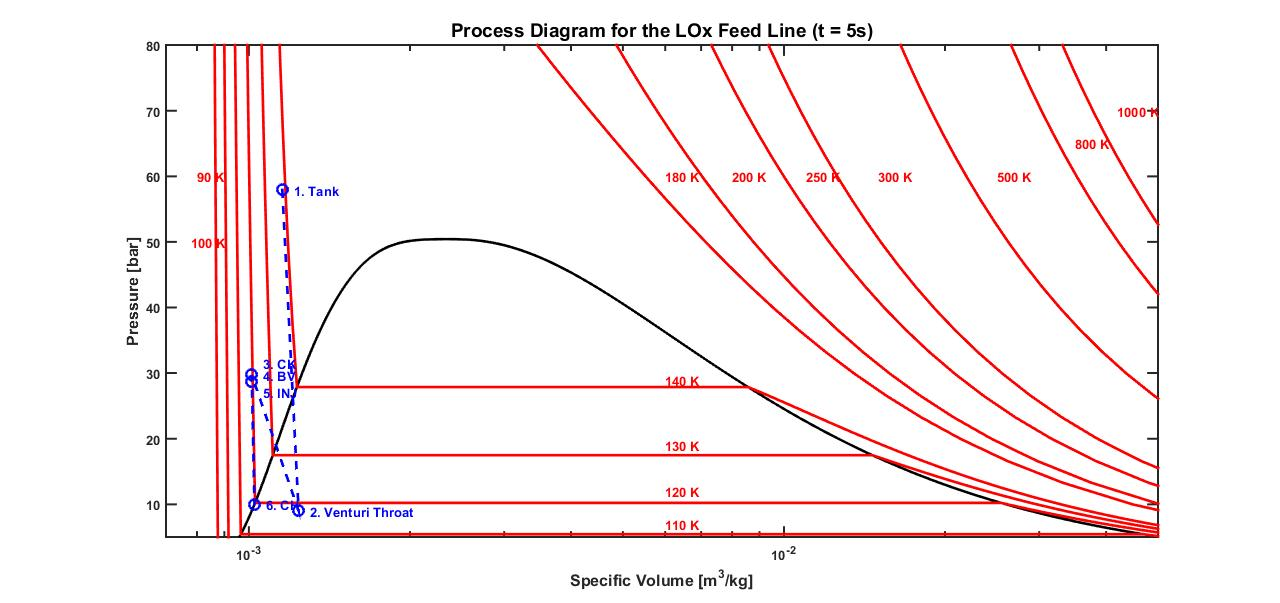 Process Diagram for the LOx Feed Line (t = 5s)
80
70
60
50
40
30
20
10
Pressure [bar]
1000 K
800 K
90 K
180 K
200 K
250 K
300 K
500 K
1. Tank
100 K
3. CK
4. BV
5. INJ
140 K
130 K
120 K
6.
2. Venturi Throat
110 K
10-3
10-2
Specific Volume [m3/kg]